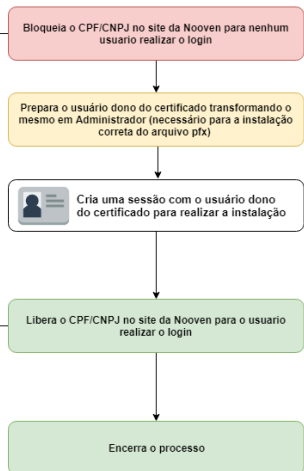 Bloqueia o CPF/CNPJ no site da Nooven para nenhum
usuario realizar o login
Prepara o usuário dono do certificado transformando o
mesmo em Administrador (necessário para a instalação
correta do arquivo pfx)
Cria uma sessão com o usuário dono
do certificado para realizar a instalação
Libera o CPF/CNPJ no site da Nooven para o usuario
realizar o login
Encerra o processo